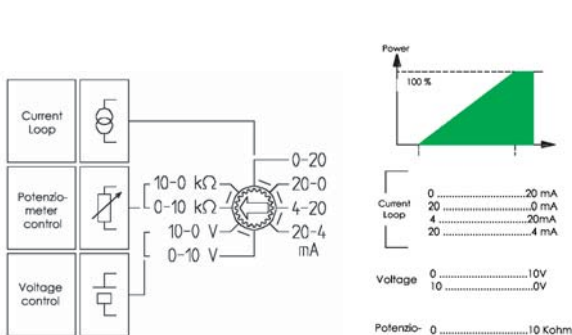 Current
Loop
Potenzio-
meter
control
Voltage
control
10-0 kΩ
0-10 kΩ
10-0 V
0-10 V
0-20
20-0
4-20
20-4
mA
Power
100 %
Current
Loop
0 ........................20 mA
20 ........................0 mA
4 ........................20mA
20 ........................4 mA
Voltage
0 ........................10V
10 ........................0V
Potenzio- 0 ........................10 Kohm